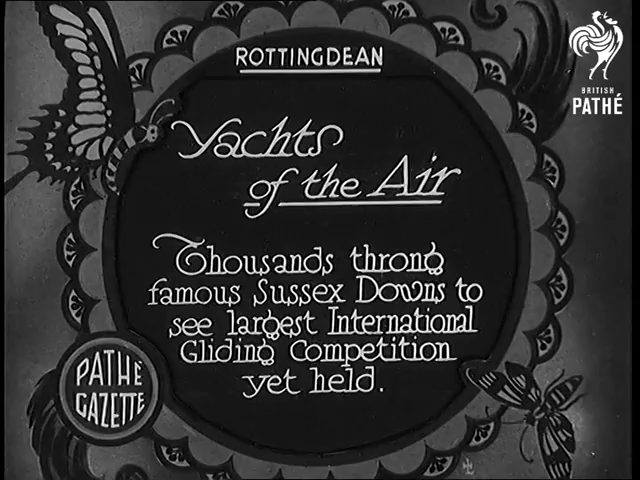 ROTTINGDEAN
BRITISH
PATHÉ
Yachts
of the Air
Thousands throng
famous Sussex Downs to
see largest International
Gliding Competition
yet held.
PATHE
GAZETTE